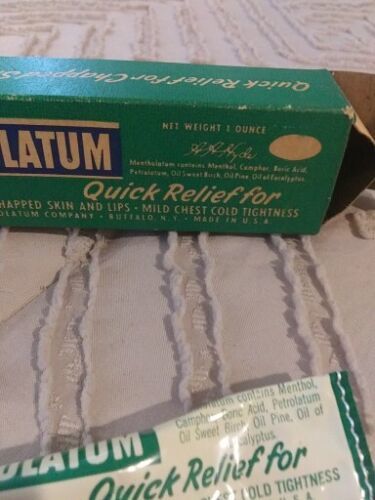 Quick Relief for Chapped S
NET WEIGHT 1 OUNCE
LATUM
Mentholatum contains Menthol, Camphor, Boric Acid,
Petrolatum, Oil Sweet Birch, Oil Pine, Oil of Eucalyptus.
Quick Relief for
HAPPED SKIN AND LIPS • MILD CHEST COLD TIGHTNESS
OLATUM COMPANY • BUFFALO, N.Y. • MADE IN U.S.A
olatum contains Menthol,
Camphor, Boric Acid, Petrolatum
Oil Sweet Birch, Oil Pine, Oil of
calyptus.
OLATUM
Quick Relief for
COLD TIGHTNESS